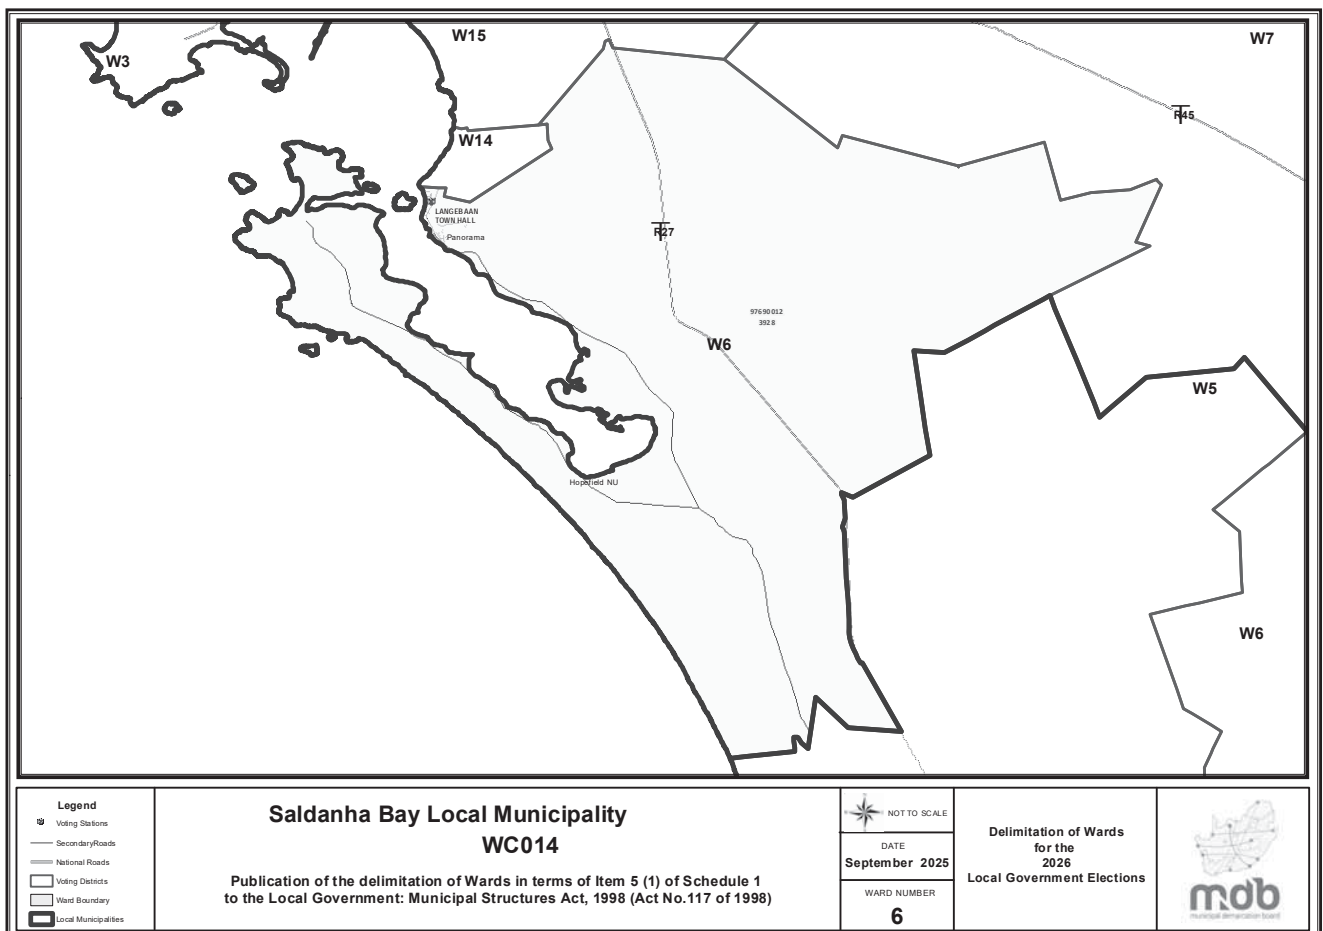 W15
W7
W3
R45
W14
LANGEBAAN
TOWN HALL
Panorama
R27
97690012
3928
W6
W5
Hopefield NU
W6
Legend
Voting Stations
SecondaryRoads
National Roads
Voting Districts
Ward Boundary
Local Municipalities
Saldanha Bay Local Municipality
WC014
Publication of the delimitation of Wards in terms of Item 5 (1) of Schedule 1
to the Local Government: Municipal Structures Act, 1998 (Act No.117 of 1998)
NOT TO SCALE
DATE
September 2025
WARD NUMBER
6
Delimitation of Wards
for the
2026
Local Government Elections
mdb
municipal demarcation board